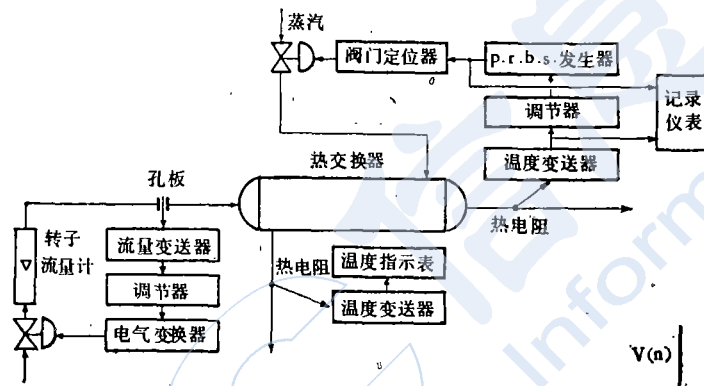 蒸汽
阀门定位器
p.r.b.s.发生器
记录
仪表
调节器
温度变送器
热交换器
孔板
热电阻
转子
流量计
流量变送器
热电阻
温度指示表
调节器
温度变送器
电气变换器
V(n)
信息
Inform